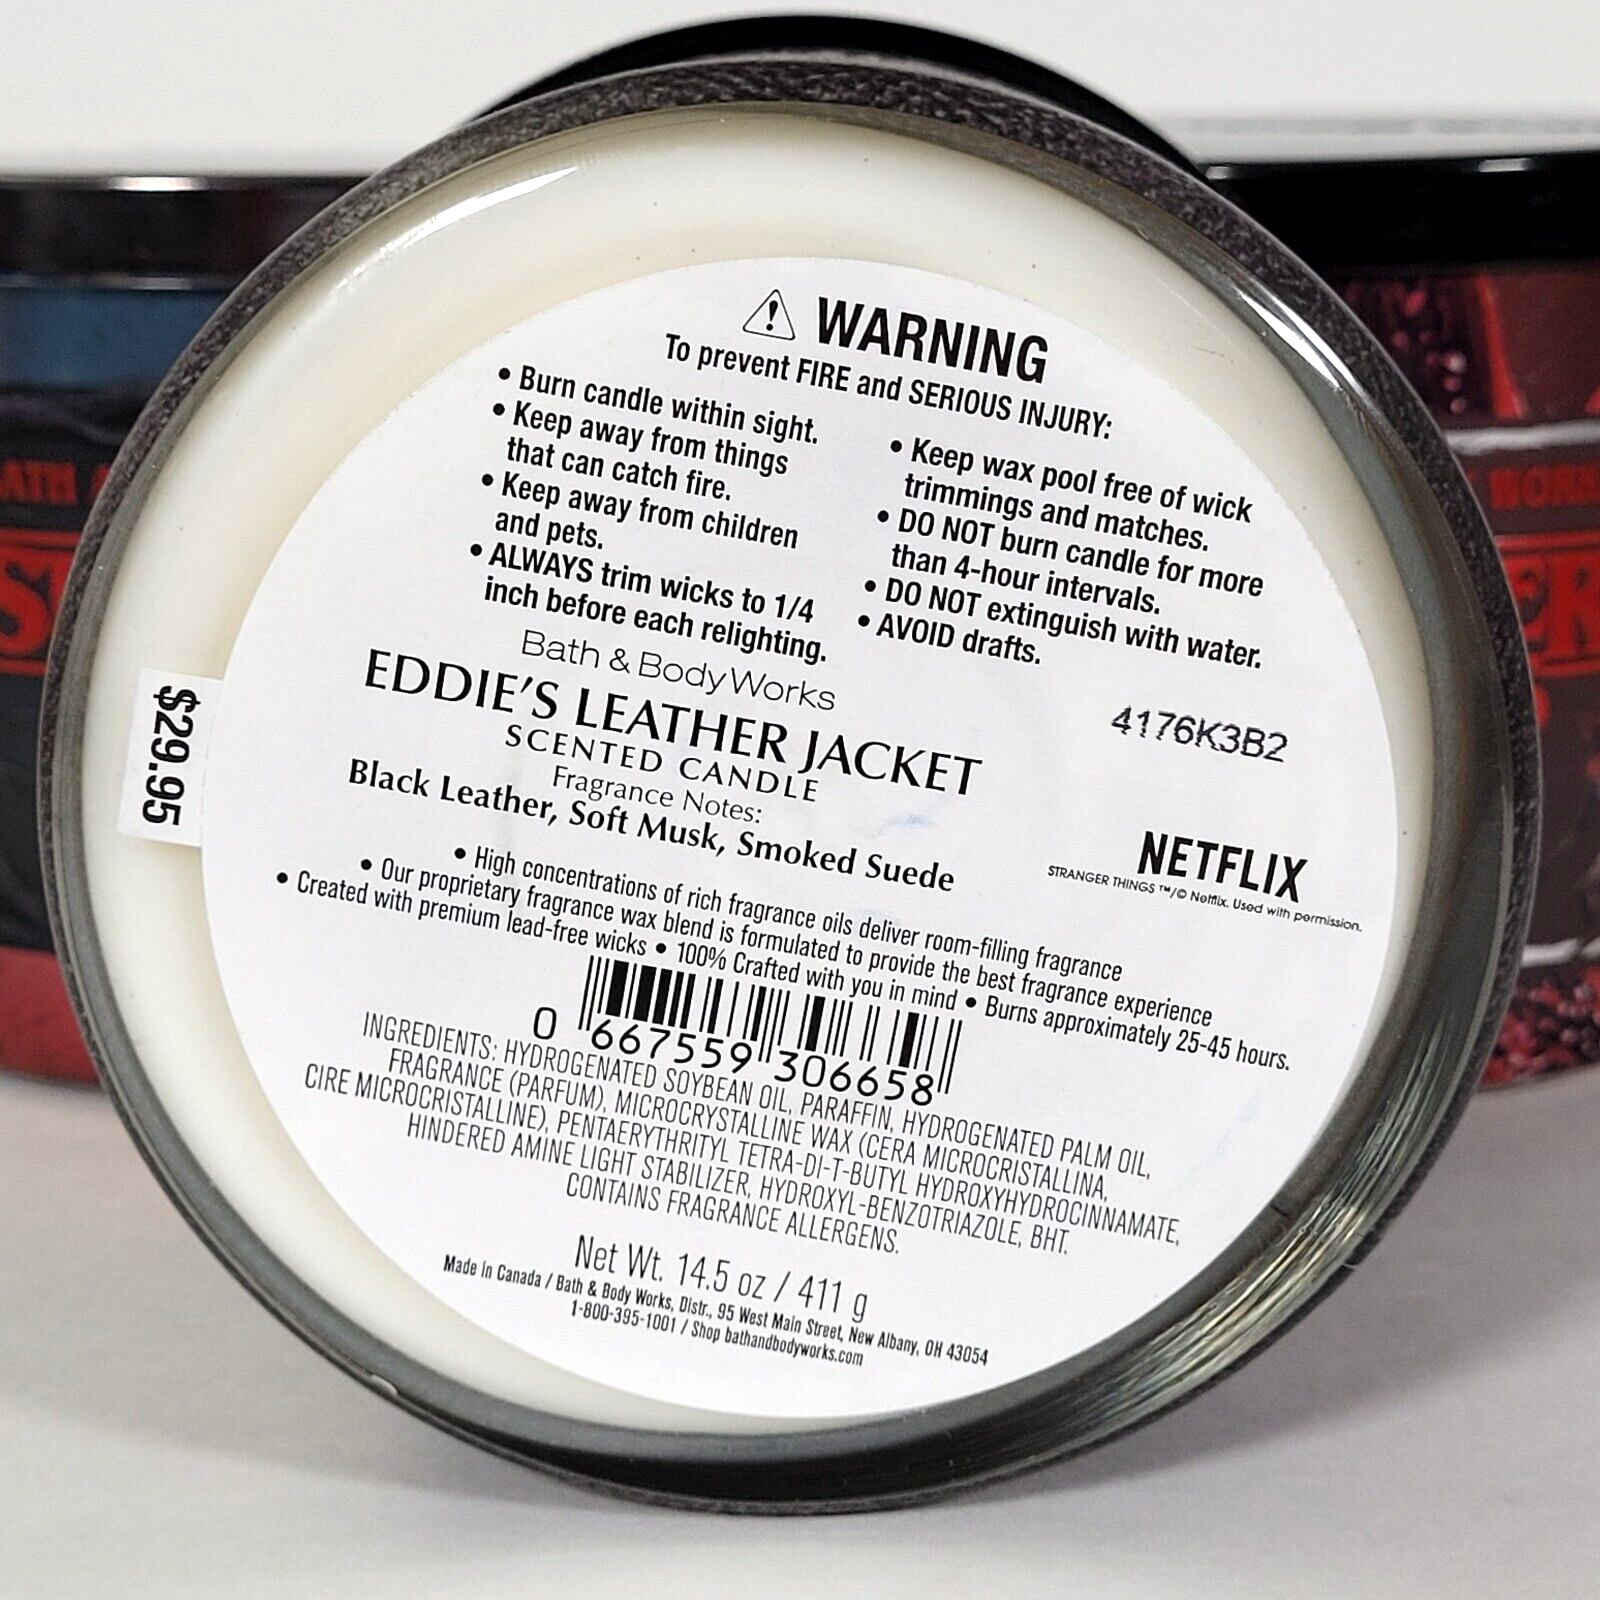 WARNING
To prevent FIRE and SERIOUS INJURY:
• Burn candle within sight.
• Keep away from things
that can catch fire.
• Keep away from children
and pets.
• ALWAYS trim wicks to 1/4
inch before each relighting.
• Keep wax pool free of wick
trimmings and matches.
• DO NOT burn candle for more
than 4-hour intervals.
• DO NOT extinguish with water.
• AVOID drafts.
Bath & Body Works
EDDIE'S LEATHER JACKET
SCENTED CANDLE
Fragrance Notes:
Black Leather, Soft Musk, Smoked Suede
4176K3B2
NETFLIX
STRANGER THINGS ™/© Netflix. Used with permission.
$29.95
• High concentrations of rich fragrance oils deliver room-filling fragrance
• Our proprietary fragrance wax blend is formulated to provide the best fragrance experience
• Created with premium lead-free wicks • 100% Crafted with you in mind • Burns approximately 25-45 hours.
0 667559 306658
INGREDIENTS: HYDROGENATED SOYBEAN OIL, PARAFFIN, HYDROGENATED PALM OIL,
FRAGRANCE (PARFUM), MICROCRYSTALLINE WAX (CERA MICROCRISTALLINA,
CIRE MICROCRISTALLINE), PENTAERYTHRITYL TETRA-DI-T-BUTYL HYDROXYHYDROCINNAMATE,
HINDERED AMINE LIGHT STABILIZER, HYDROXYL-BENZOTRIAZOLE, BHT.
CONTAINS FRAGRANCE ALLERGENS.
Net Wt. 14.5 oz / 411 g
Made in Canada / Bath & Body Works, Distr., 95 West Main Street, New Albany, OH 43054
1-800-395-1001 / Shop bathandbodyworks.com